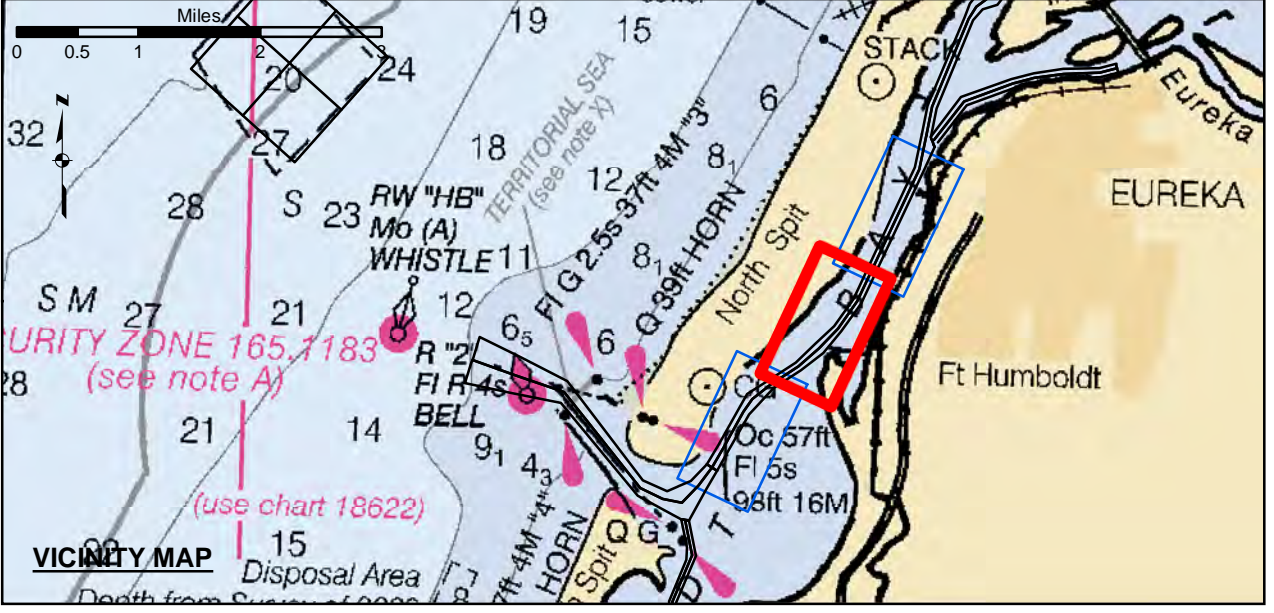 Miles
0 0.5 1 2 3
19
15
STACK
20
24
6
Eureka
32
27
18
TERRITORIAL SEA
(see note X)
12
8₁
EUREKA
28
S
23
RW "HB"
Mo (A)
WHISTLE
11
Fl G 2.5s 37ft 4M "3"
8₁
Q 39ft HORN
North Spit
S M
27
21
12
6₅
6
URITY ZONE 165.1183
(see note A)
28
R "2"
Fl R 4s
BELL
Ft Humboldt
21
14
9₁
4₃
Oc 57ft
Fl 5s
98ft 16M
(use chart 18622)
15
VICINITY MAP
Disposal Area
7ft 4M "4"
HORN
Spit
Q G
8
B A Y
T
D
N